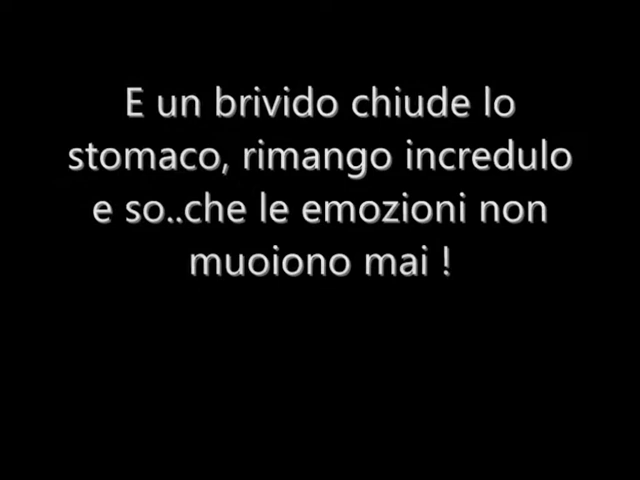 E un brivido chiude lo
stomaco, rimango incredulo
e so..che le emozioni non
muoiono mai !